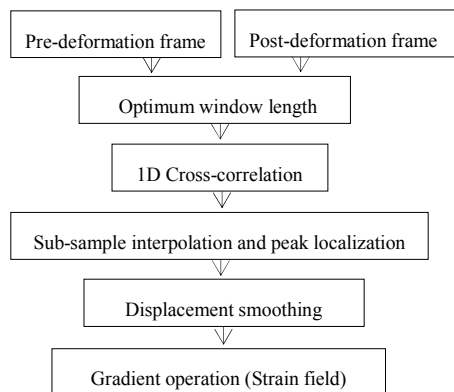 Pre-deformation frame
Post-deformation frame
Optimum window length
1D Cross-correlation
Sub-sample interpolation and peak localization
Displacement smoothing
Gradient operation (Strain field)